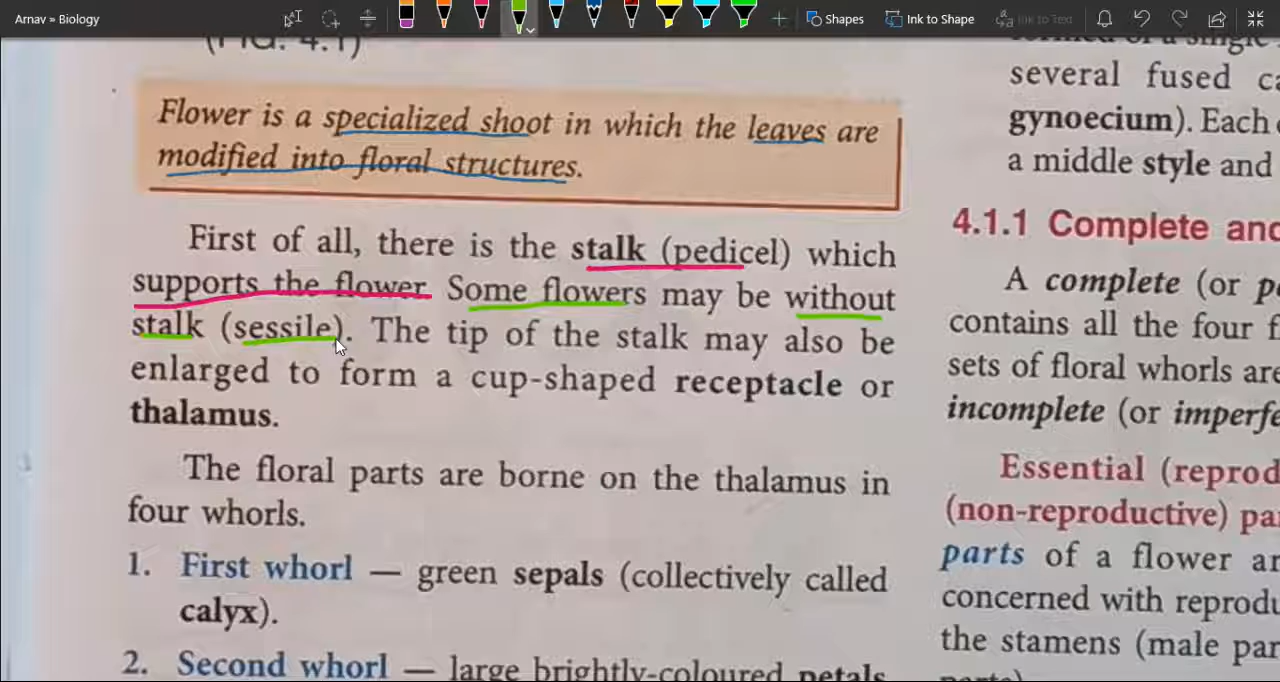 Arnav » Biology
Shapes
Ink to Shape
Ink to Text
(FIG. 4.1)
Flower is a specialized shoot in which the leaves are
modified into floral structures.
First of all, there is the stalk (pedicel) which
supports the flower. Some flowers may be without
stalk (sessile). The tip of the stalk may also be
enlarged to form a cup-shaped receptacle or
thalamus.
The floral parts are borne on the thalamus in
four whorls.
1. First whorl — green sepals (collectively called
calyx).
2. Second whorl — large brightly-coloured petals
formed of a single
several fused
gynoecium). Each
a middle style and
4.1.1 Complete and
A complete (or
contains all the four
sets of floral whorls are
incomplete (or
Essential
(non-reproductive)
parts of a flower
concerned with
the stamens (male